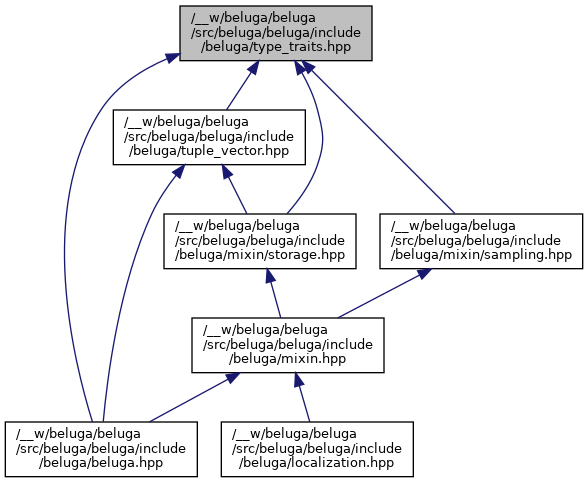 /__w/beluga/beluga
/src/beluga/beluga/include
/beluga/type_traits.hpp
/__w/beluga/beluga
/src/beluga/beluga/include
/beluga/tuple_vector.hpp
/__w/beluga/beluga
/src/beluga/beluga/include
/beluga/mixin/storage.hpp
/__w/beluga/beluga
/src/beluga/beluga/include
/beluga/mixin/sampling.hpp
/__w/beluga/beluga
/src/beluga/beluga/include
/beluga/mixin.hpp
/__w/beluga/beluga
/src/beluga/beluga/include
/beluga/beluga.hpp
/__w/beluga/beluga
/src/beluga/beluga/include
/beluga/localization.hpp